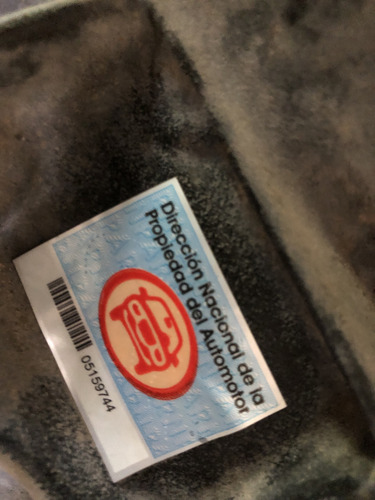 Dirección Nacional de la
Propiedad del Automotor
05159744